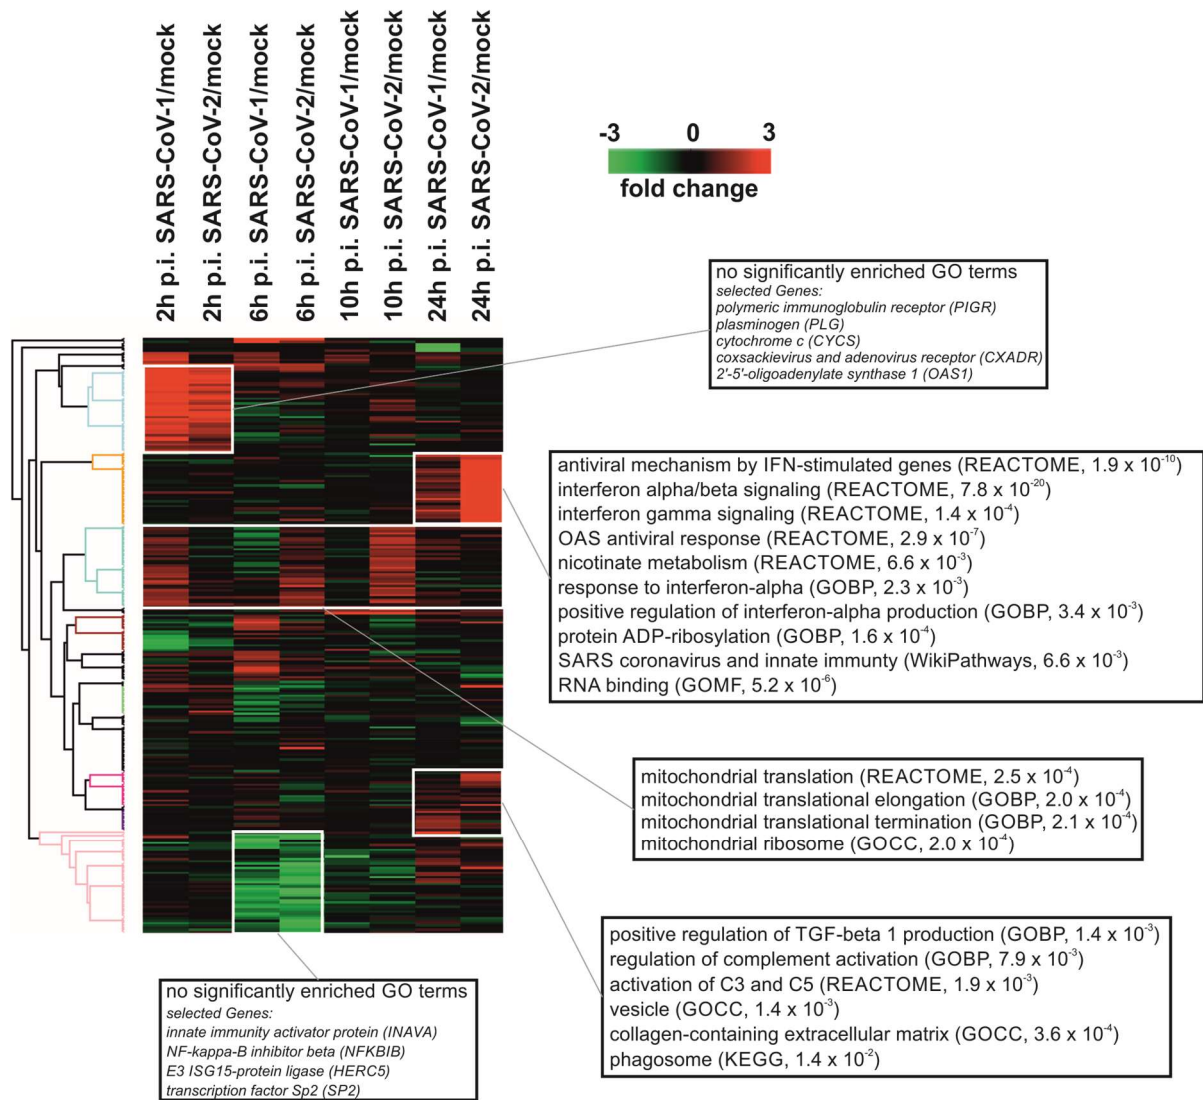 2h p.i. SARS-CoV-1/mock
2h p.i. SARS-CoV-2/mock
6h p.i. SARS-CoV-1/mock
6h p.i. SARS-CoV-2/mock
10h p.i. SARS-CoV-1/mock
10h p.i. SARS-CoV-2/mock
24h p.i. SARS-CoV-1/mock
24h p.i. SARS-CoV-2/mock
-3 0 3
fold change
no significantly enriched GO terms
selected Genes:
polymeric immunoglobulin receptor (PIGR)
plasminogen (PLG)
cytochrome c (CYCS)
coxsackievirus and adenovirus receptor (CXADR)
2'-5'-oligoadenylate synthase 1 (OAS1)
antiviral mechanism by IFN-stimulated genes (REACTOME, 1.9 x 10⁻¹⁰)
interferon alpha/beta signaling (REACTOME, 7.8 x 10⁻²⁰)
interferon gamma signaling (REACTOME, 1.4 x 10⁻⁴)
OAS antiviral response (REACTOME, 2.9 x 10⁻⁷)
nicotinate metabolism (REACTOME, 6.6 x 10⁻³)
response to interferon-alpha (GOBP, 2.3 x 10⁻³)
positive regulation of interferon-alpha production (GOBP, 3.4 x 10⁻³)
protein ADP-ribosylation (GOBP, 1.6 x 10⁻⁴)
SARS coronavirus and innate immunty (WikiPathways, 6.6 x 10⁻³)
RNA binding (GOMF, 5.2 x 10⁻⁶)
mitochondrial translation (REACTOME, 2.5 x 10⁻⁴)
mitochondrial translational elongation (GOBP, 2.0 x 10⁻⁴)
mitochondrial translational termination (GOBP, 2.1 x 10⁻⁴)
mitochondrial ribosome (GOCC, 2.0 x 10⁻⁴)
positive regulation of TGF-beta 1 production (GOBP, 1.4 x 10⁻³)
regulation of complement activation (GOBP, 7.9 x 10⁻³)
activation of C3 and C5 (REACTOME, 1.9 x 10⁻³)
vesicle (GOCC, 1.4 x 10⁻³)
collagen-containing extracellular matrix (GOCC, 3.6 x 10⁻⁴)
phagosome (KEGG, 1.4 x 10⁻²)
no significantly enriched GO terms
selected Genes:
innate immunity activator protein (INAVA)
NF-kappa-B inhibitor beta (NFKBIB)
E3 ISG15-protein ligase (HERC5)
transcription factor Sp2 (SP2)